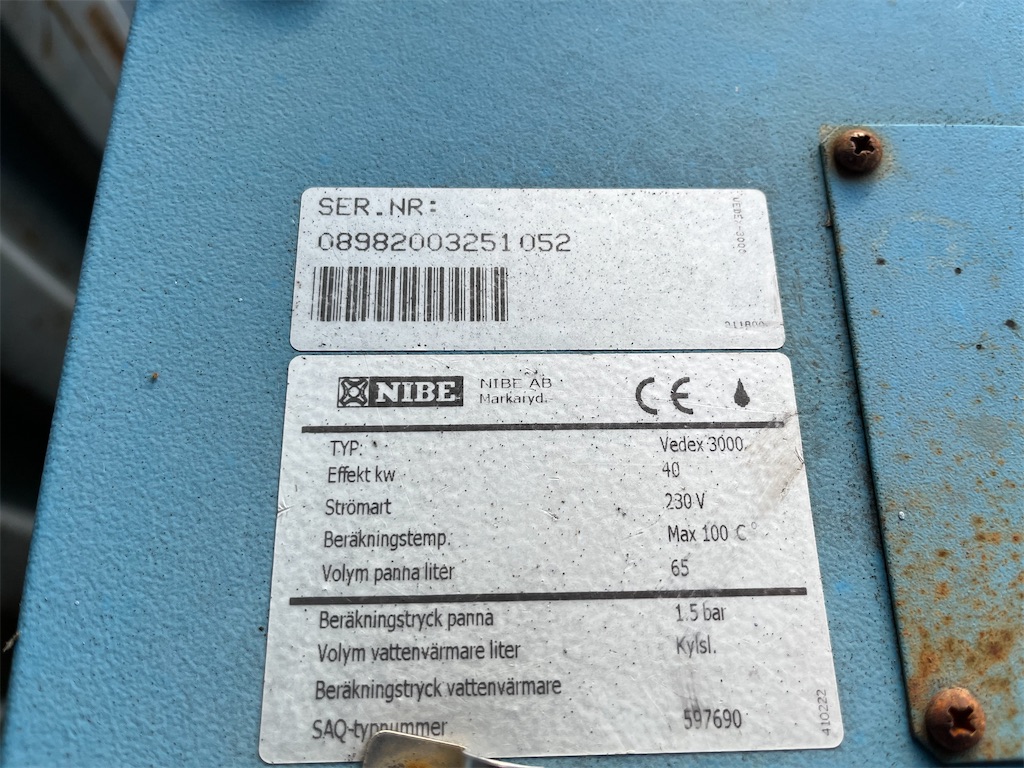 SER.NR:
08982003251052
NIBE
NIBE AB
Markaryd.
CE
TYP: Vedex 3000
Effekt kw 40
Strömart 230 V
Beräkningstemp. Max 100 C°
Volym panna liter 65
Beräkningstryck panna 1.5 bar
Volym vattenvärmare liter Kylsl.
Beräkningstryck vattenvärmare
SAQ-typnummer 597690
410222